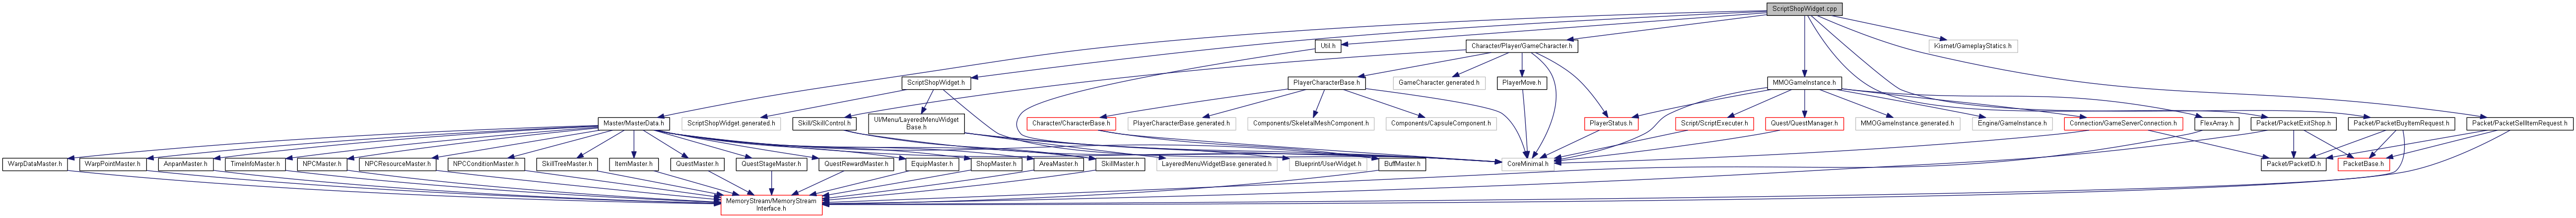 ScriptShopWidget.cpp
Util.h
Character/Player/GameCharacter.h
Kismet/GameplayStatics.h
ScriptShopWidget.h
PlayerCharacterBase.h
GameCharacter.generated.h
PlayerMove.h
MMOGameInstance.h
Master/MasterData.h
ScriptShopWidget.generated.h
Skill/SkillControl.h
UI/Menu/LayeredMenuWidget
Base.h
Character/CharacterBase.h
PlayerCharacterBase.generated.h
Components/SkeletalMeshComponent.h
Components/CapsuleComponent.h
PlayerStatus.h
Script/ScriptExecuter.h
Quest/QuestManager.h
MMOGameInstance.generated.h
Engine/GameInstance.h
Connection/GameServerConnection.h
FlexArray.h
Packet/PacketExitShop.h
Packet/PacketBuyItemRequest.h
Packet/PacketSellItemRequest.h
WarpDataMaster.h
WarpPointMaster.h
AnpanMaster.h
TimeInfoMaster.h
NPCMaster.h
NPCResourceMaster.h
NPCConditionMaster.h
SkillTreeMaster.h
ItemMaster.h
QuestMaster.h
QuestStageMaster.h
QuestRewardMaster.h
EquipMaster.h
ShopMaster.h
AreaMaster.h
SkillMaster.h
LayeredMenuWidgetBase.generated.h
Blueprint/UserWidget.h
BuffMaster.h
CoreMinimal.h
Packet/PacketID.h
PacketBase.h
MemoryStream/MemoryStream
Interface.h